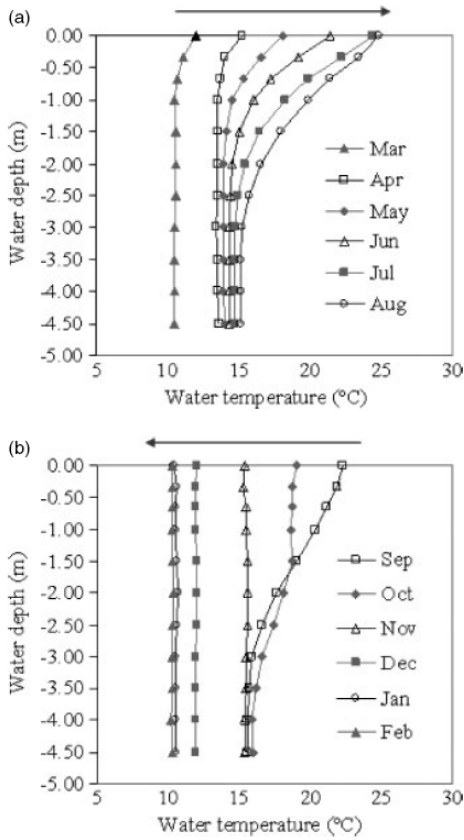 (a)
0.00
-0.50
-1.00
-1.50
-2.00
-2.50
-3.00
-3.50
-4.00
-4.50
-5.00
Water depth (m)
Mar
Apr
May
Jun
Jul
Aug
5 10 15 20 25 30
Water temperature (°C)
(b)
0.00
-0.50
-1.00
-1.50
-2.00
-2.50
-3.00
-3.50
-4.00
-4.50
-5.00
Water depth (m)
Sep
Oct
Nov
Dec
Jan
Feb
5 10 15 20 25 30
Water temperature (°C)